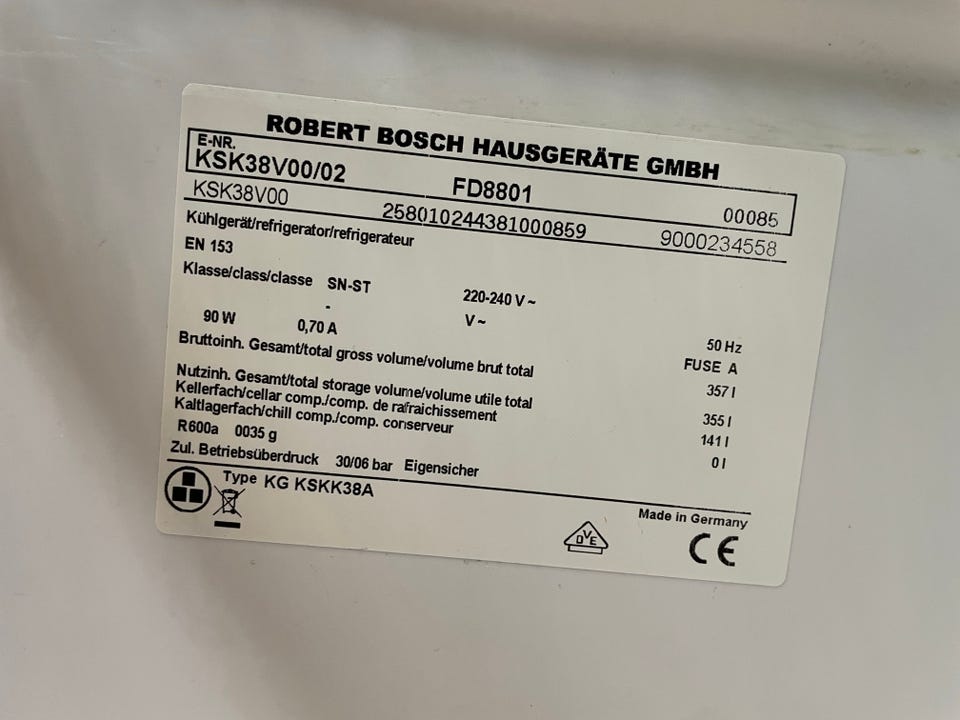 ROBERT BOSCH HAUSGERÄTE GMBH
E-NR.
KSK38V00/02 FD8801 00085
KSK38V00 258010244381000859 9000234558
Kühlgerät/refrigerator/refrigerateur
EN 153
Klasse/class/classe SN-ST 220-240 V ~
- V ~ 50 Hz
90 W 0,70 A FUSE A
Bruttoinh. Gesamt/total gross volume/volume brut total 357 l
Nutzinh. Gesamt/total storage volume/volume utile total 355 l
Kellerfach/cellar comp./comp. de rafraichissement 141 l
Kaltlagerfach/chill comp./comp. conserveur 0 l
R600a 0035 g
Zul. Betriebsüberdruck 30/06 bar Eigensicher
Type KG KSKK38A
Made in Germany
DVE
CE